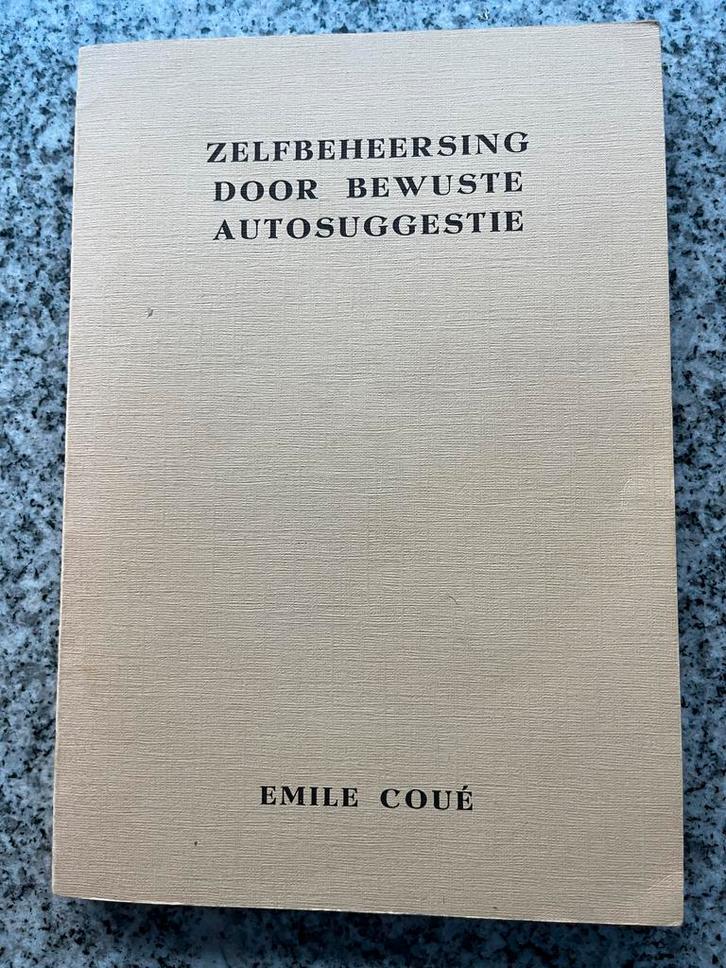 ZELFBEHEERSING
DOOR BEWUSTE
AUTOSUGGESTIE
EMILE COUÉ